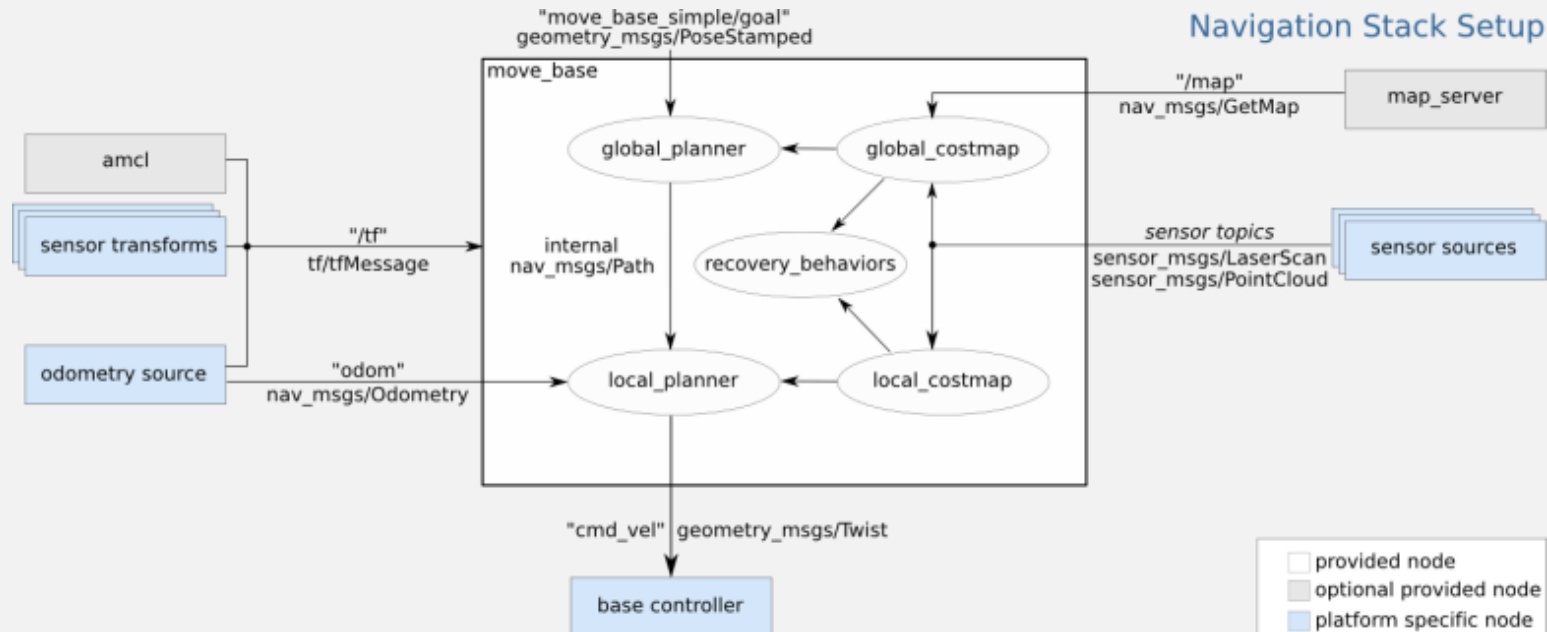 "move_base_simple/goal"
geometry_msgs/PoseStamped
Navigation Stack Setup
move_base
"/map"
nav_msgs/GetMap
map_server
amcl
global_planner
global_costmap
sensor transforms
"/tf"
tf/tfMessage
internal
nav_msgs/Path
recovery_behaviors
sensor topics
sensor_msgs/LaserScan
sensor_msgs/PointCloud
sensor sources
odometry source
"odom"
nav_msgs/Odometry
local_planner
local_costmap
"cmd_vel" geometry_msgs/Twist
base controller
provided node
optional provided node
platform specific node